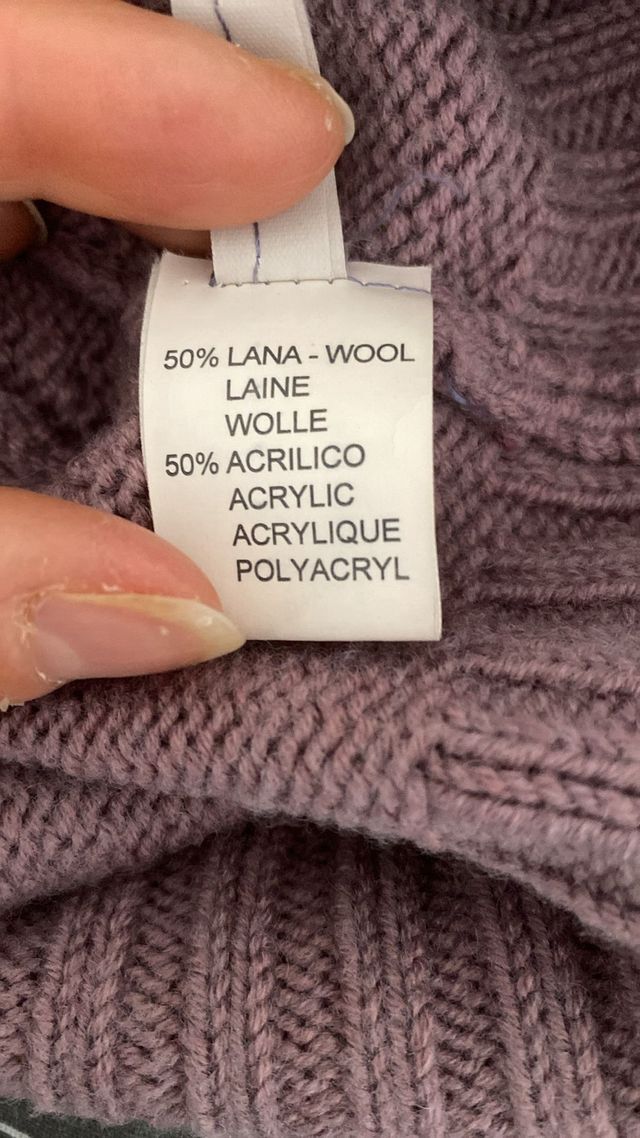 50% LANA - WOOL
LAINE
WOLLE
50% ACRILICO
ACRYLIC
ACRYLIQUE
POLYACRYL